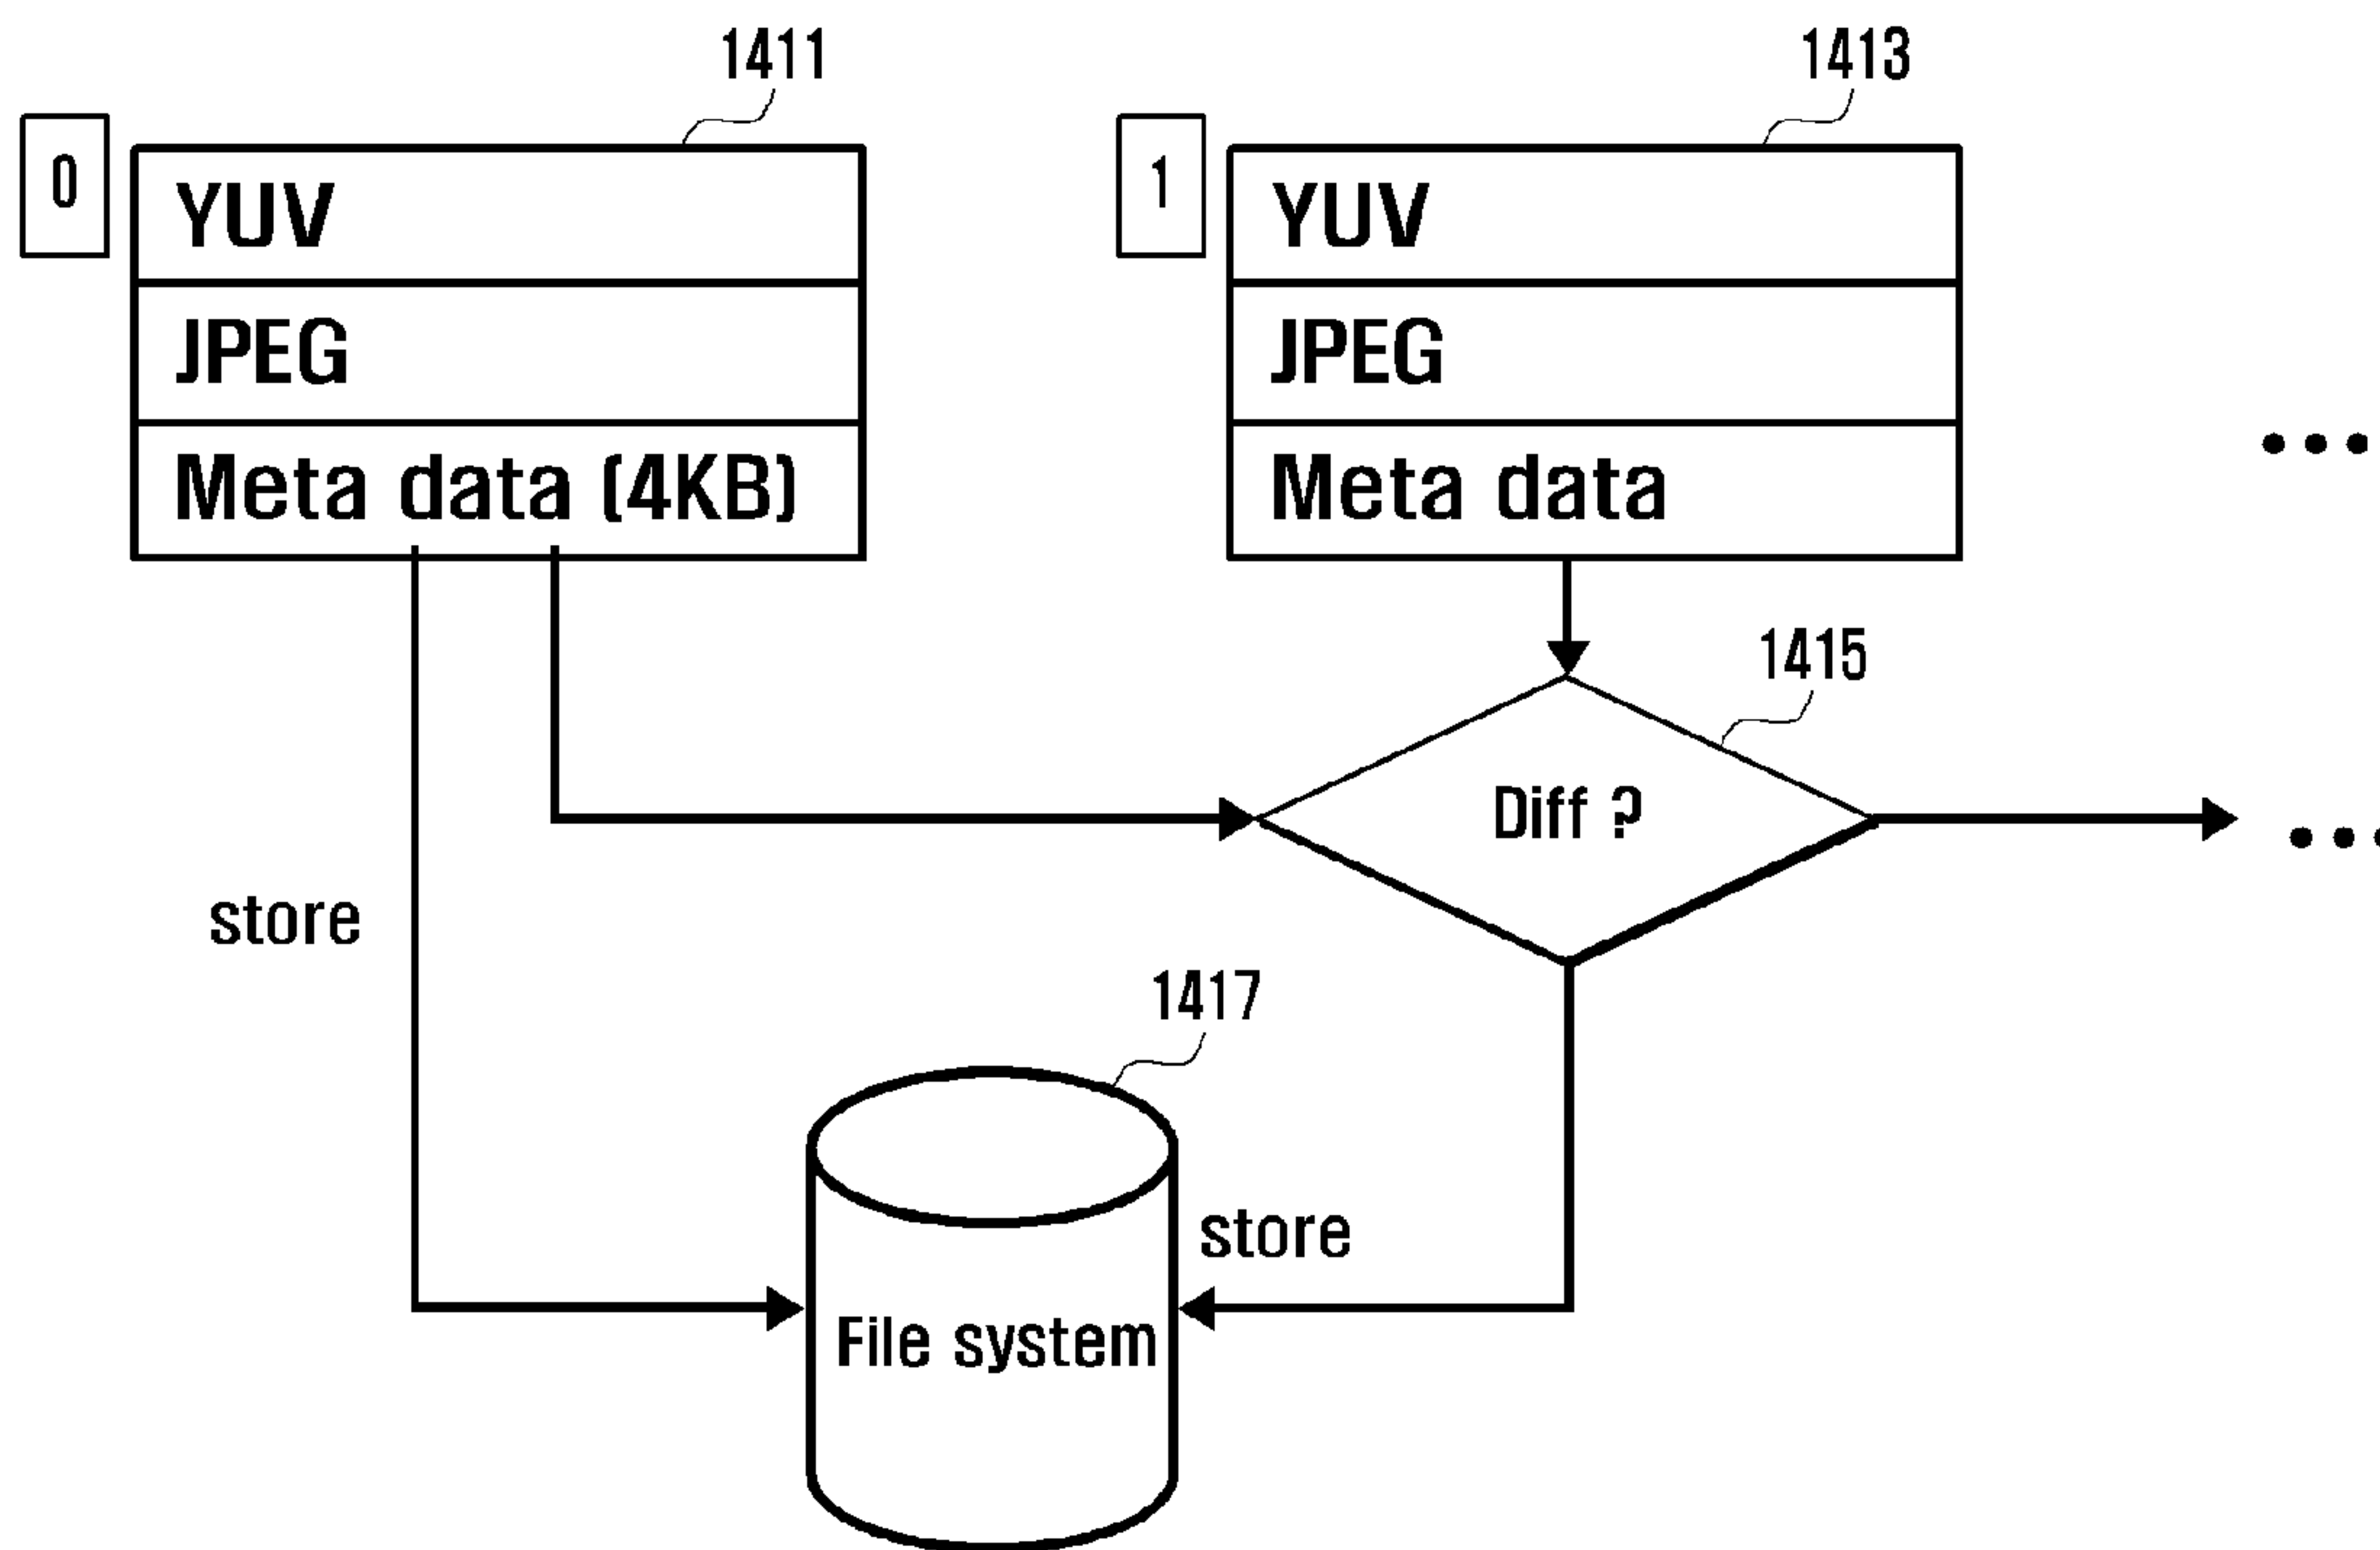 1411
1413
0
1
YUV
JPEG
Meta data (4KB)
YUV
JPEG
Meta data
...
1415
Diff ?
...
store
1417
store
File system